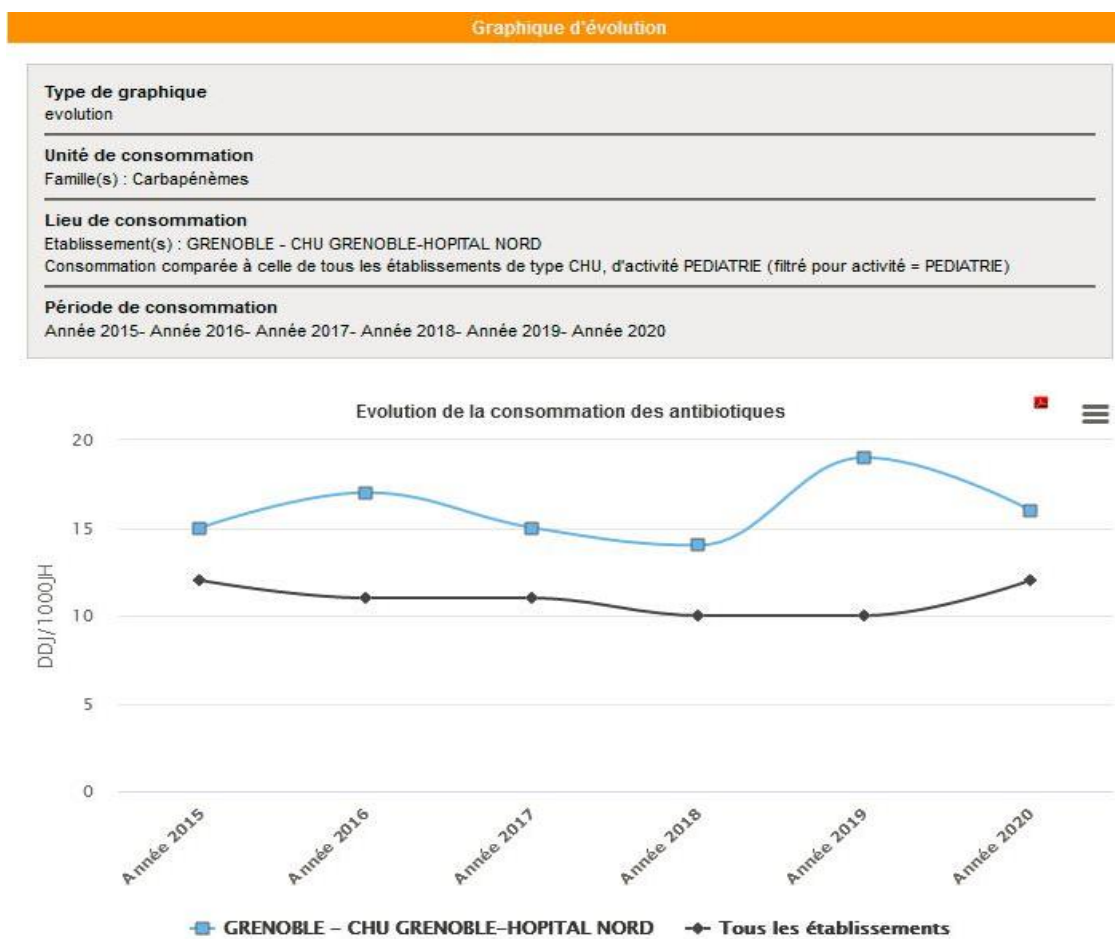 Graphique d'évolution
Type de graphique
evolution
Unité de consommation
Famille(s) : Carbapénèmes
Lieu de consommation
Etablissement(s) : GRENOBLE - CHU GRENOBLE-HOPITAL NORD
Consommation comparée à celle de tous les établissements de type CHU, d'activité PEDIATRIE (filtré pour activité = PEDIATRIE)
Période de consommation
Année 2015- Année 2016- Année 2017- Année 2018- Année 2019- Année 2020
Evolution de la consommation des antibiotiques
20
15
10
5
0
DDJ/1000JH
Année 2015
Année 2016
Année 2017
Année 2018
Année 2019
Année 2020
GRENOBLE – CHU GRENOBLE–HOPITAL NORD
Tous les établissements